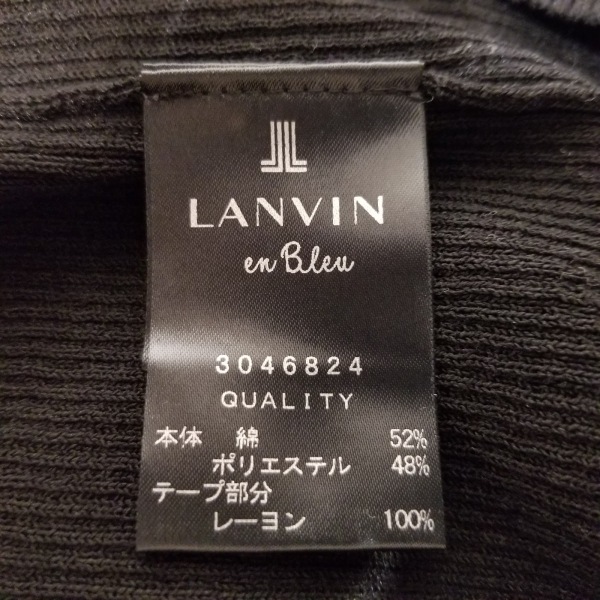 LANVIN
en Bleu
3046824
QUALITY
本体 綿 52%
ポリエステル 48%
テープ部分
レーヨン 100%